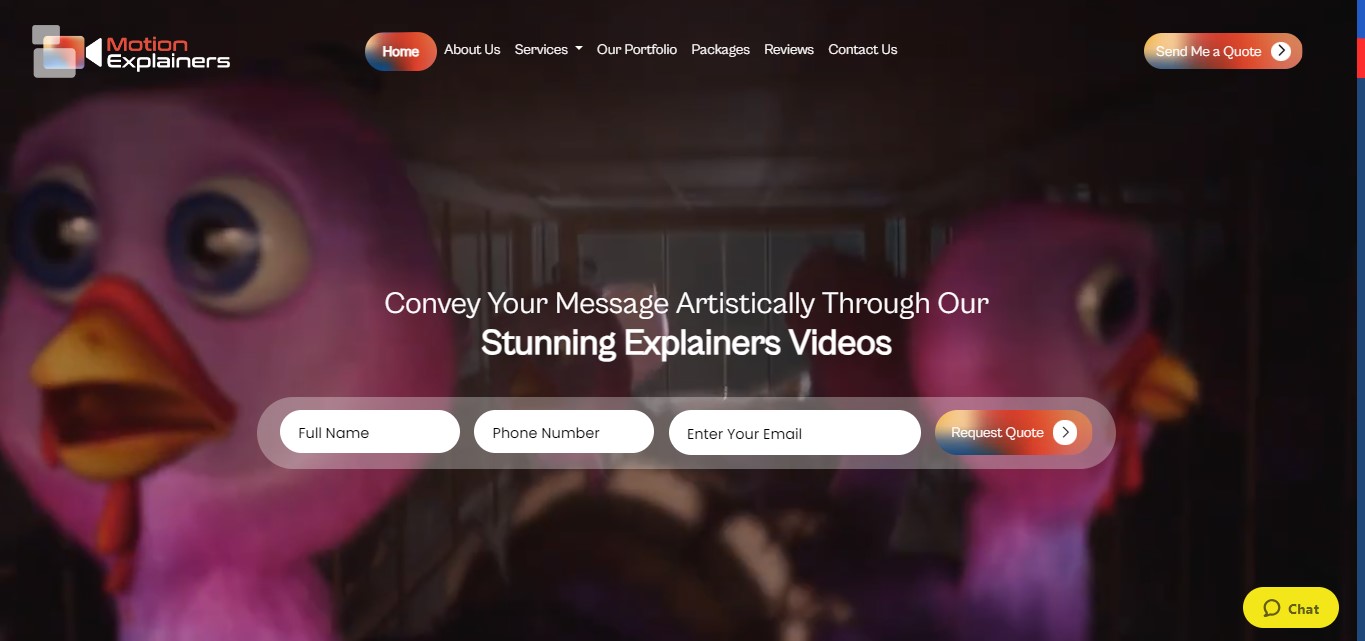 Motion
Explainers
Home
About Us
Services
Our Portfolio
Packages
Reviews
Contact Us
Send Me a Quote
Convey Your Message Artistically Through Our
Stunning Explainers Videos
Full Name
Phone Number
Enter Your Email
Request Quote
Chat